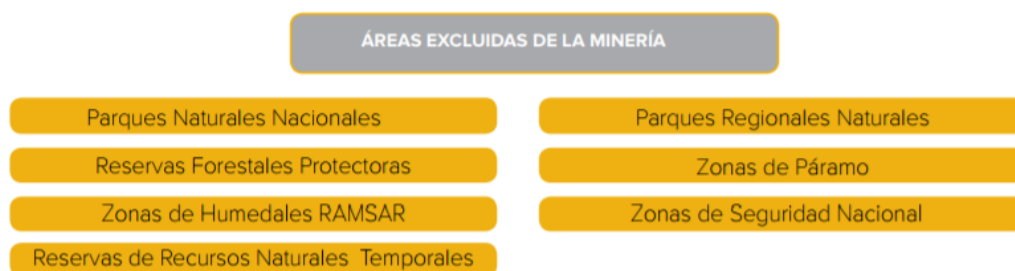 ÁREAS EXCLUIDAS DE LA MINERÍA
Parques Naturales Nacionales
Parques Regionales Naturales
Reservas Forestales Protectoras
Zonas de Páramo
Zonas de Humedales RAMSAR
Zonas de Seguridad Nacional
Reservas de Recursos Naturales Temporales